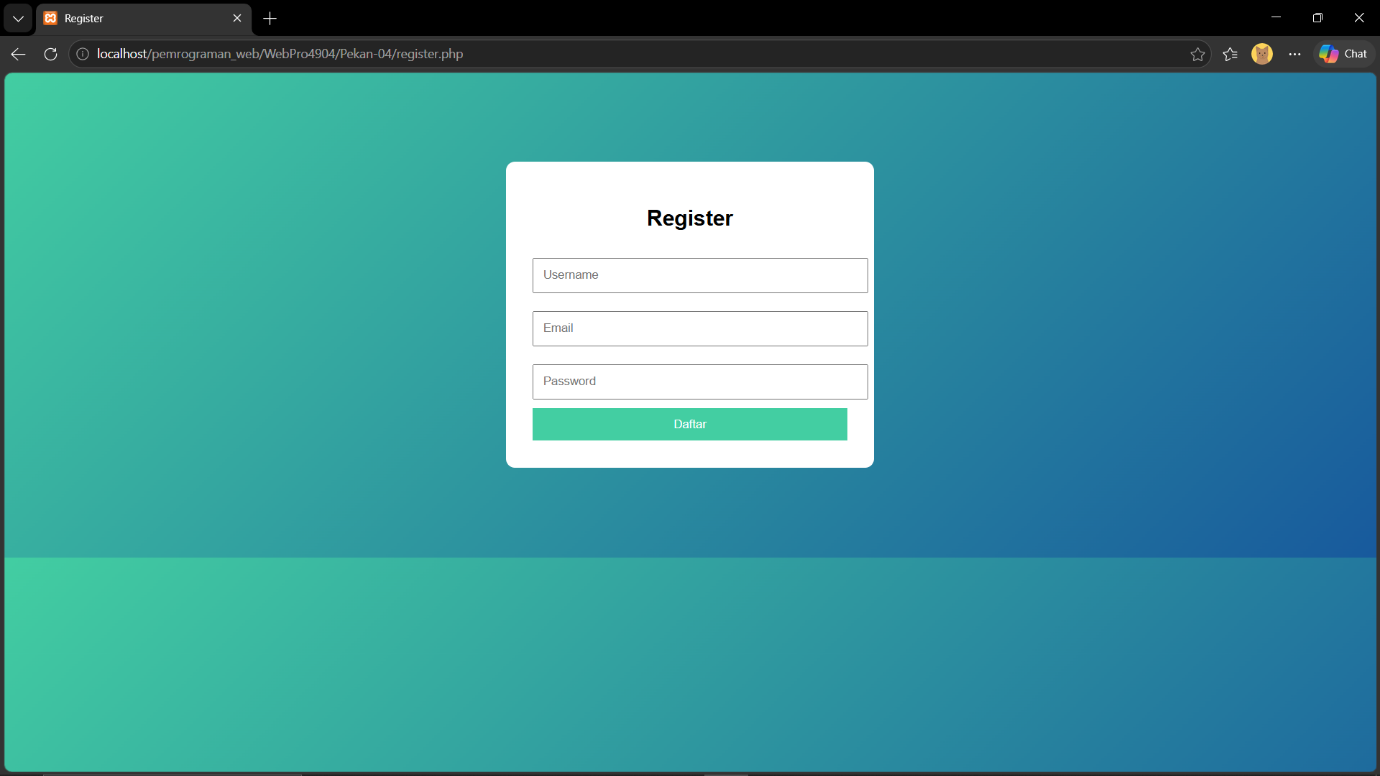 Register
localhost/pemrograman_web/WebPro4904/Pekan-04/register.php
Chat
Register
Username
Email
Password
Daftar